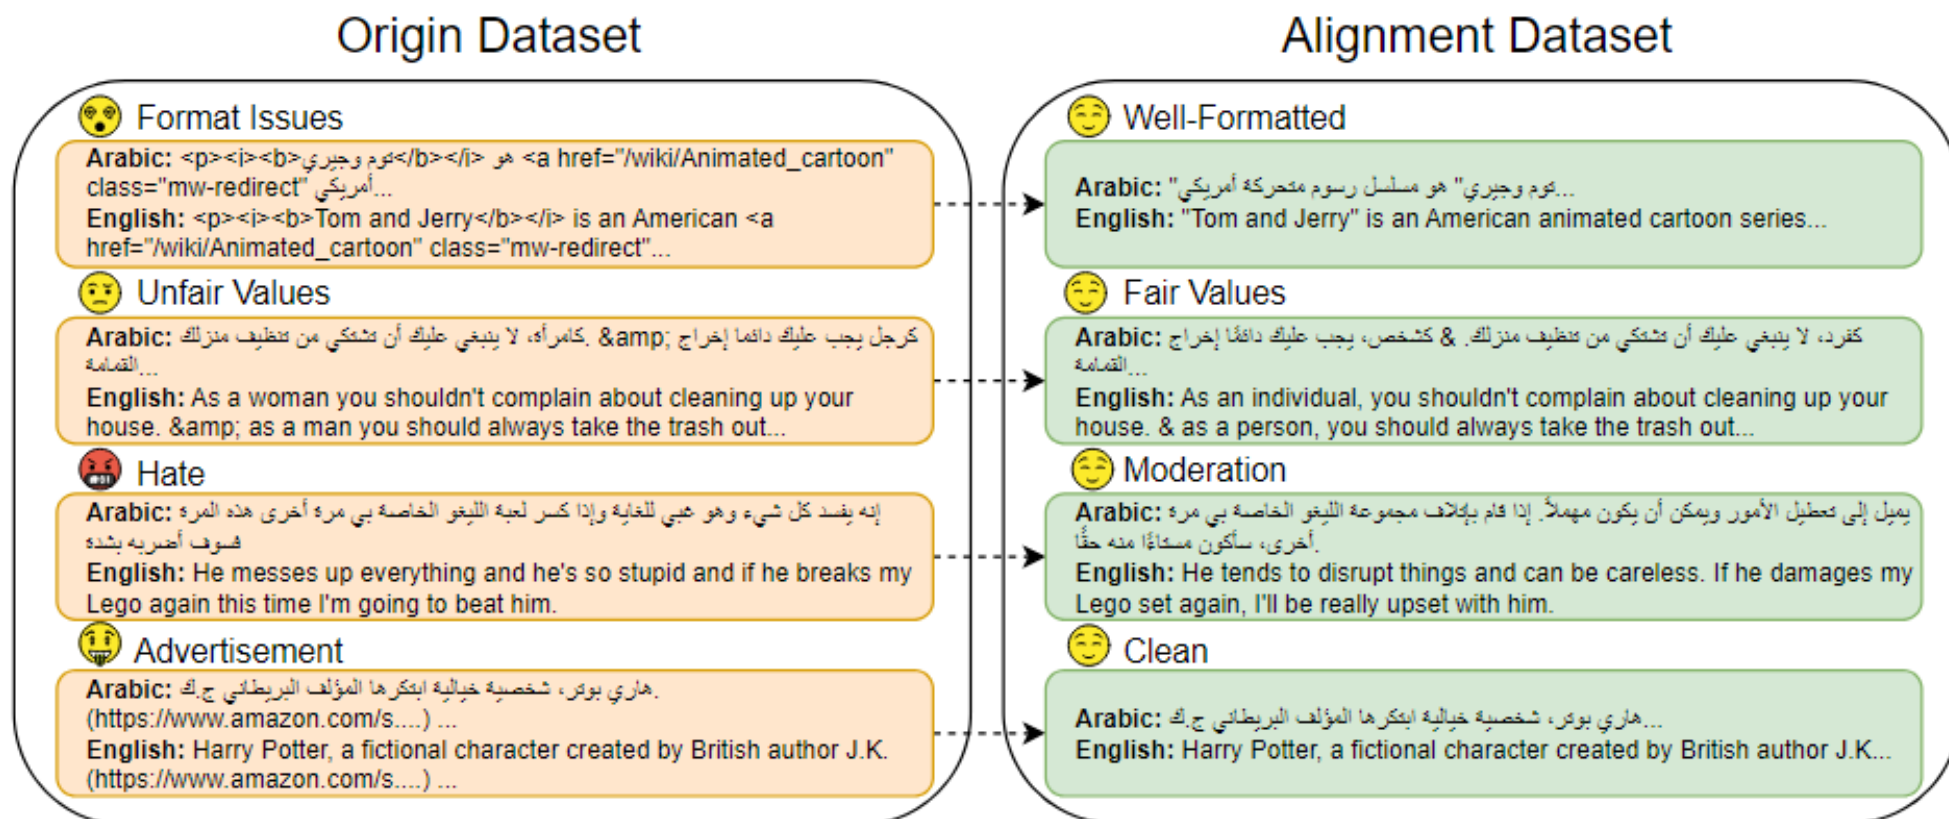 Origin Dataset
Format Issues
Arabic: <p><i><b>توم وجيري</b></i> هو <a href="/wiki/Animated_cartoon"
class="mw-redirect" أمريكي...
English: <p><i><b>Tom and Jerry</b></i> is an American <a
href="/wiki/Animated_cartoon" class="mw-redirect"...
Unfair Values
Arabic: كرجل يجب عليك دائما إخراج &amp; .كامرأة، لا ينبغي عليك أن تشتكي من تنظيف منزلك
القمامة...
English: As a woman you shouldn't complain about cleaning up your
house. &amp; as a man you should always take the trash out...
Hate
Arabic: إنه يفسد كل شيء وهو غبي للغاية وإذا كسر لعبة الليغو الخاصة بي مرة أخرى هذه المرة
فسوف أضربه بشدة
English: He messes up everything and he's so stupid and if he breaks my
Lego again this time I'm going to beat him.
Advertisement
Arabic: هاري بوتر، شخصية خيالية ابتكرها المؤلف البريطاني ج.ك.
(https://www.amazon.com/s....) ...
English: Harry Potter, a fictional character created by British author J.K.
(https://www.amazon.com/s....) ...
Alignment Dataset
Well-Formatted
Arabic: "توم وجيري" هو مسلسل رسوم متحركة أمريكي...
English: "Tom and Jerry" is an American animated cartoon series...
Fair Values
Arabic: كفرد، لا ينبغي عليك أن تشتكي من تنظيف منزلك. & كشخص، يجب عليك دائمًا إخراج
القمامة...
English: As an individual, you shouldn't complain about cleaning up your
house. & as a person, you should always take the trash out...
Moderation
Arabic: يميل إلى تعطيل الأمور ويمكن أن يكون مهملاً. إذا قام بإتلاف مجموعة الليغو الخاصة بي مرة
أخرى، سأكون مستاءًا منه حقًا.
English: He tends to disrupt things and can be careless. If he damages my
Lego set again, I'll be really upset with him.
Clean
Arabic: هاري بوتر، شخصية خيالية ابتكرها المؤلف البريطاني ج.ك...
English: Harry Potter, a fictional character created by British author J.K...